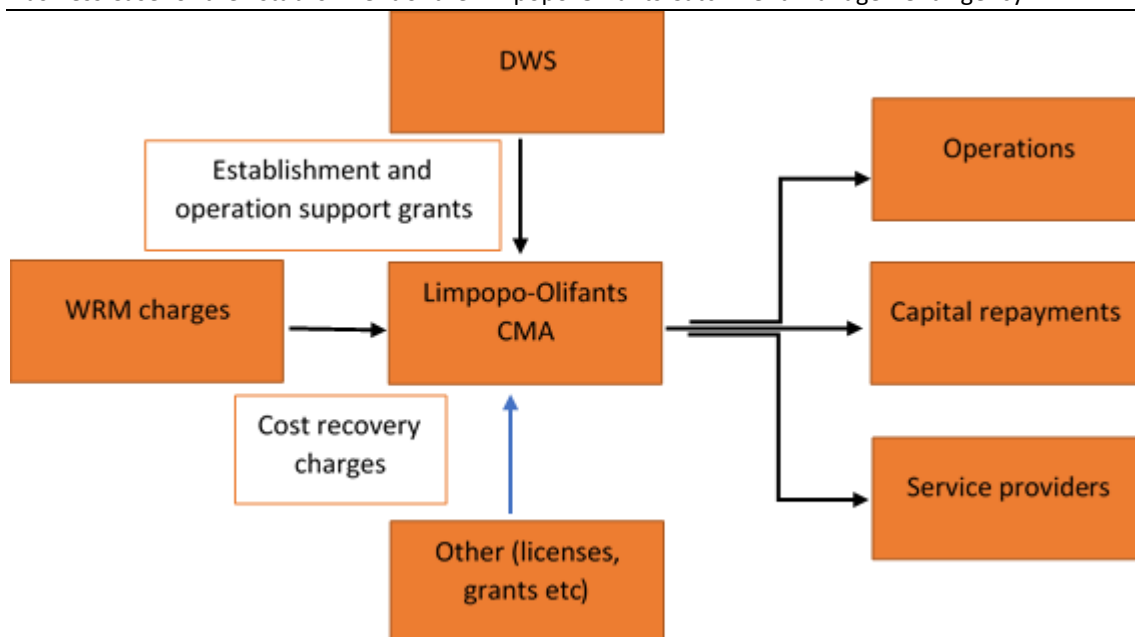 DWS
Establishment and
operation support grants
Operations
WRM charges
Limpopo-Olifants
CMA
Capital repayments
Cost recovery
charges
Service providers
Other (licenses,
grants etc)